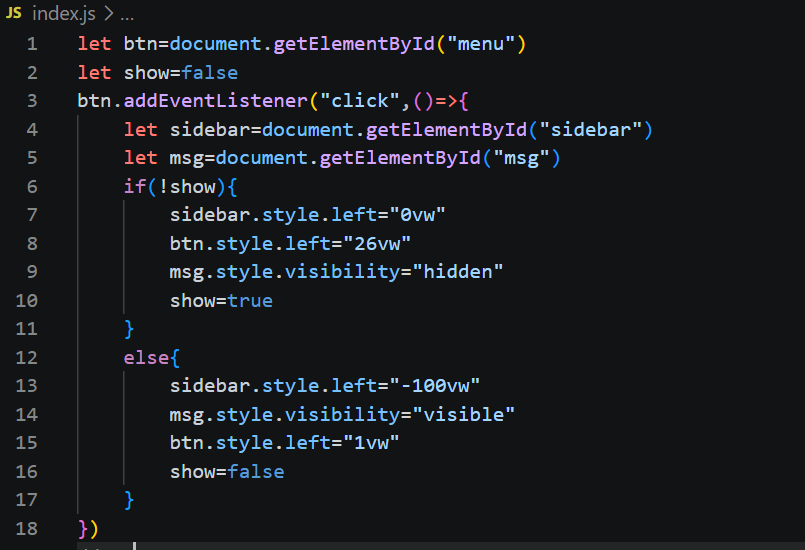 JS index.js > ...
1 let btn=document.getElementById("menu")
2 let show=false
3 btn.addEventListener("click",()=>{
4 let sidebar=document.getElementById("sidebar")
5 let msg=document.getElementById("msg")
6 if(!show){
7 sidebar.style.left="0vw"
8 btn.style.left="26vw"
9 msg.style.visibility="hidden"
10 show=true
11 }
12 else{
13 sidebar.style.left="-100vw"
14 msg.style.visibility="visible"
15 btn.style.left="1vw"
16 show=false
17 }
18 })